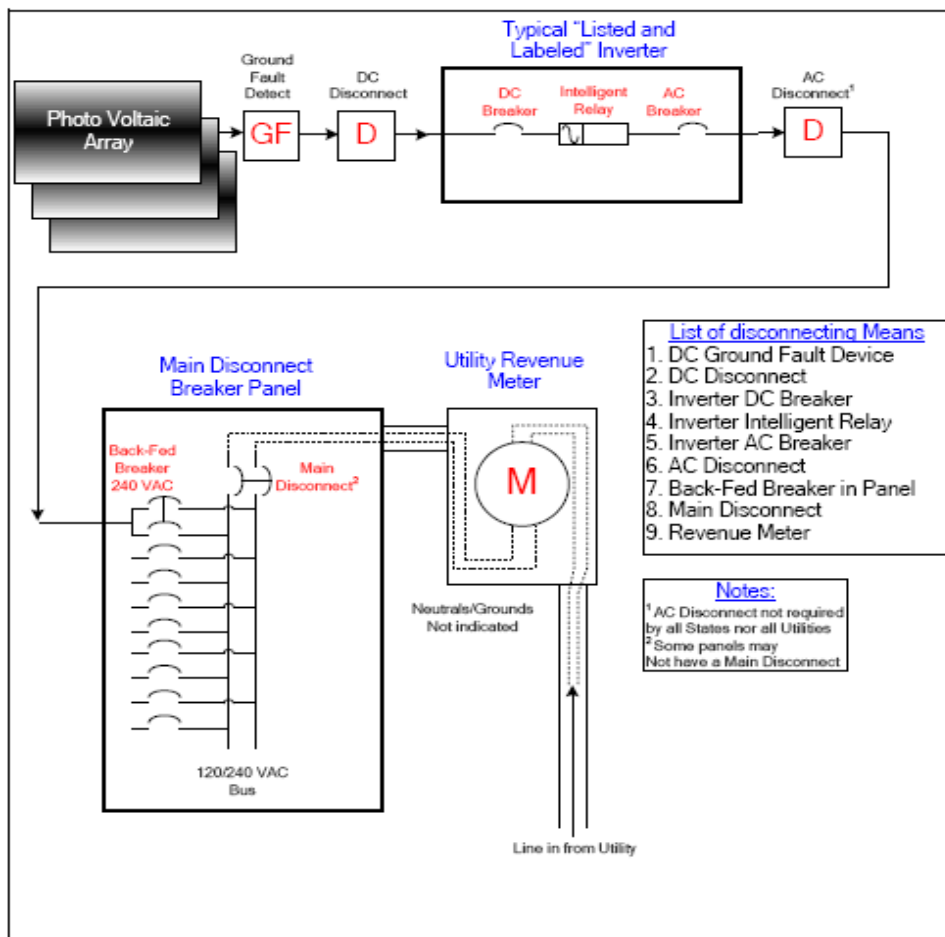 Typical "Listed and
Labeled" Inverter
Ground
Fault
Detect
DC
Disconnect
AC
Disconnect¹
DC
Breaker
Intelligent
Relay
AC
Breaker
Photo Voltaic
Array
GF
D
D
Main Disconnect
Breaker Panel
Utility Revenue
Meter
List of disconnecting Means
1. DC Ground Fault Device
2. DC Disconnect
3. Inverter DC Breaker
4. Inverter Intelligent Relay
5. Inverter AC Breaker
6. AC Disconnect
7. Back-Fed Breaker in Panel
8. Main Disconnect
9. Revenue Meter
Back-Fed
Breaker
240 VAC
Main
Disconnect²
M
Neutrals/Grounds
Not indicated
Notes:
¹ AC Disconnect not required
by all States nor all Utilities
² Some panels may
Not have a Main Disconnect
120/240 VAC
Bus
Line in from Utility